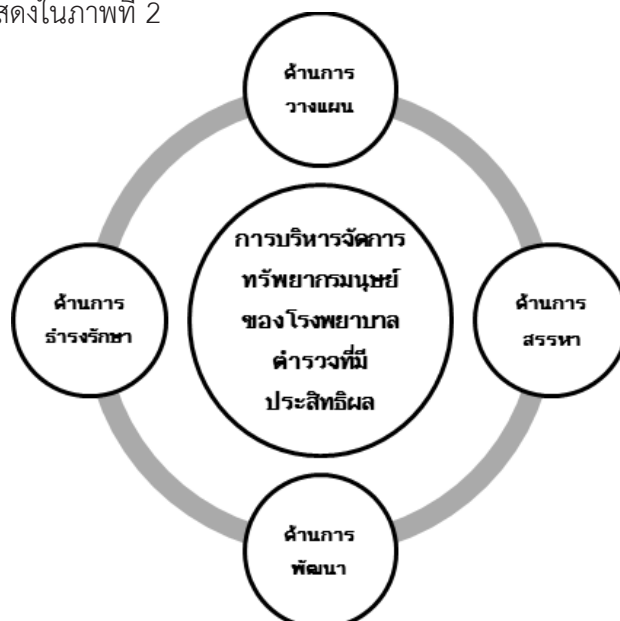 สดงในภาพที่ 2
ด้านการ
วางแผน
การบริหารจัดการ
ทรัพยากรมนุษย์
ของโรงพยาบาล
ตำรวจที่มี
ประสิทธิผล
ด้านการ
ธำรงรักษา
ด้านการ
สรรหา
ด้านการ
พัฒนา